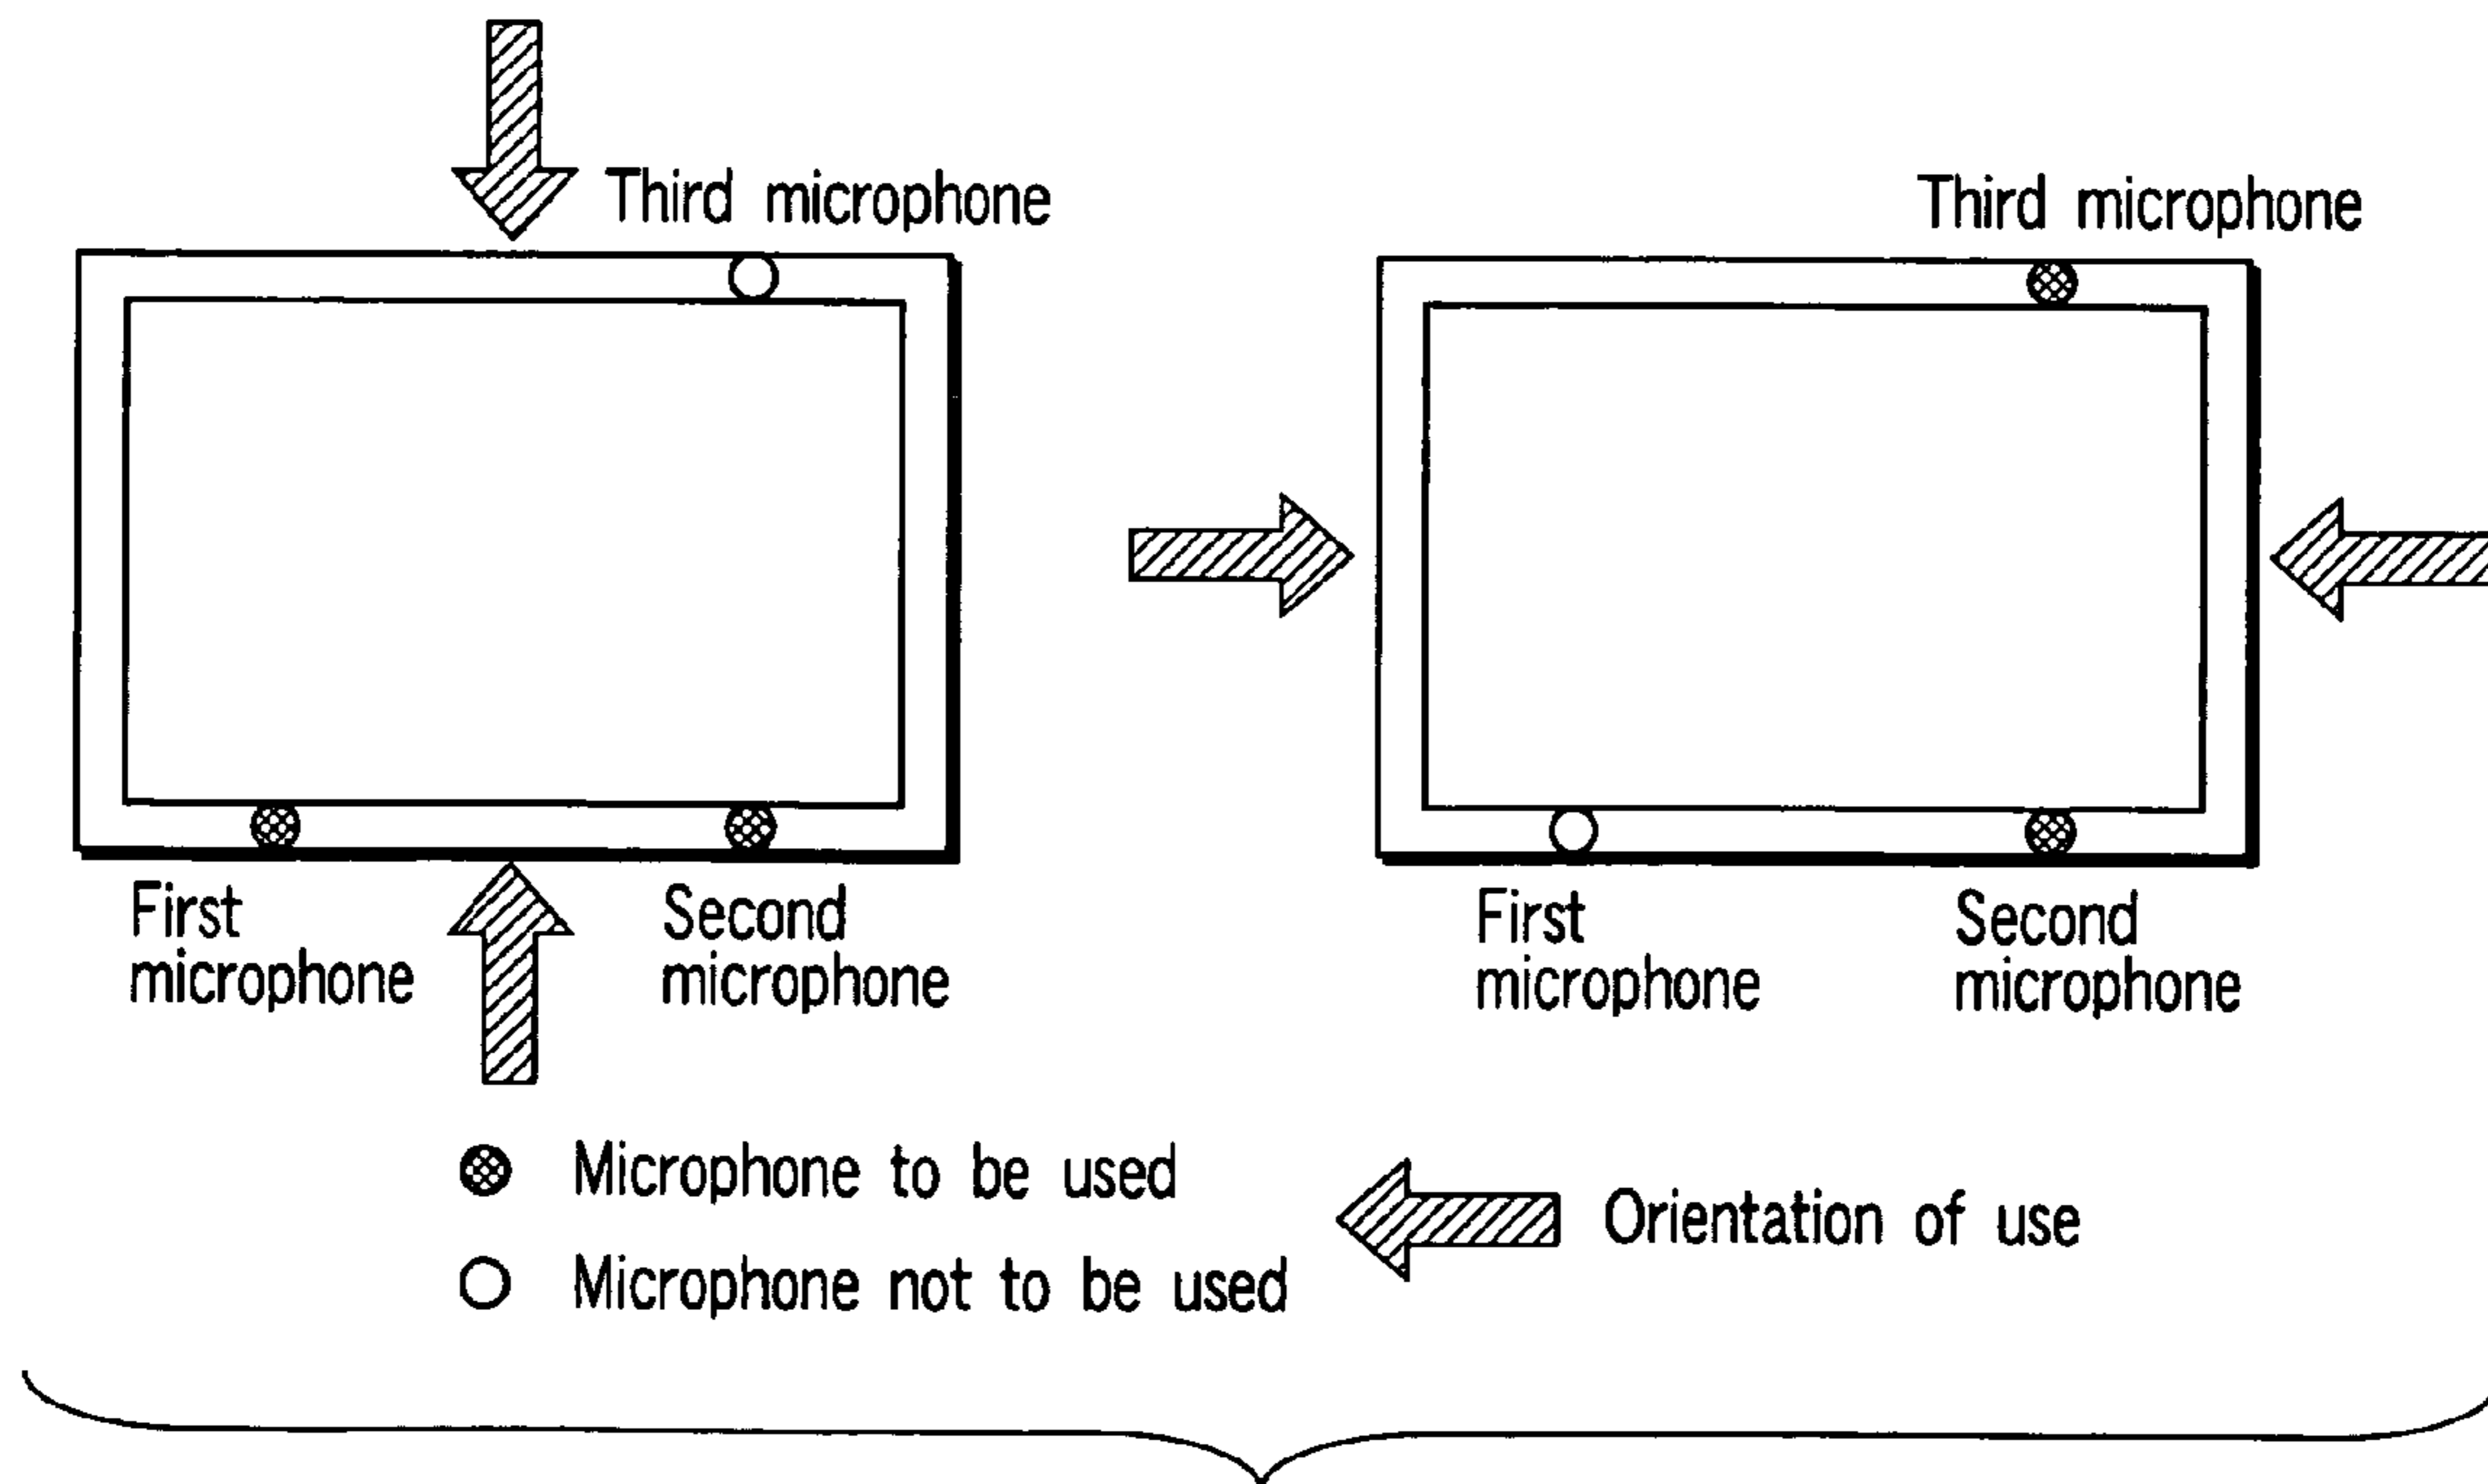 Third microphone
Third microphone
First
microphone
Second
microphone
First
microphone
Second
microphone
Microphone to be used
Microphone not to be used
Orientation of use